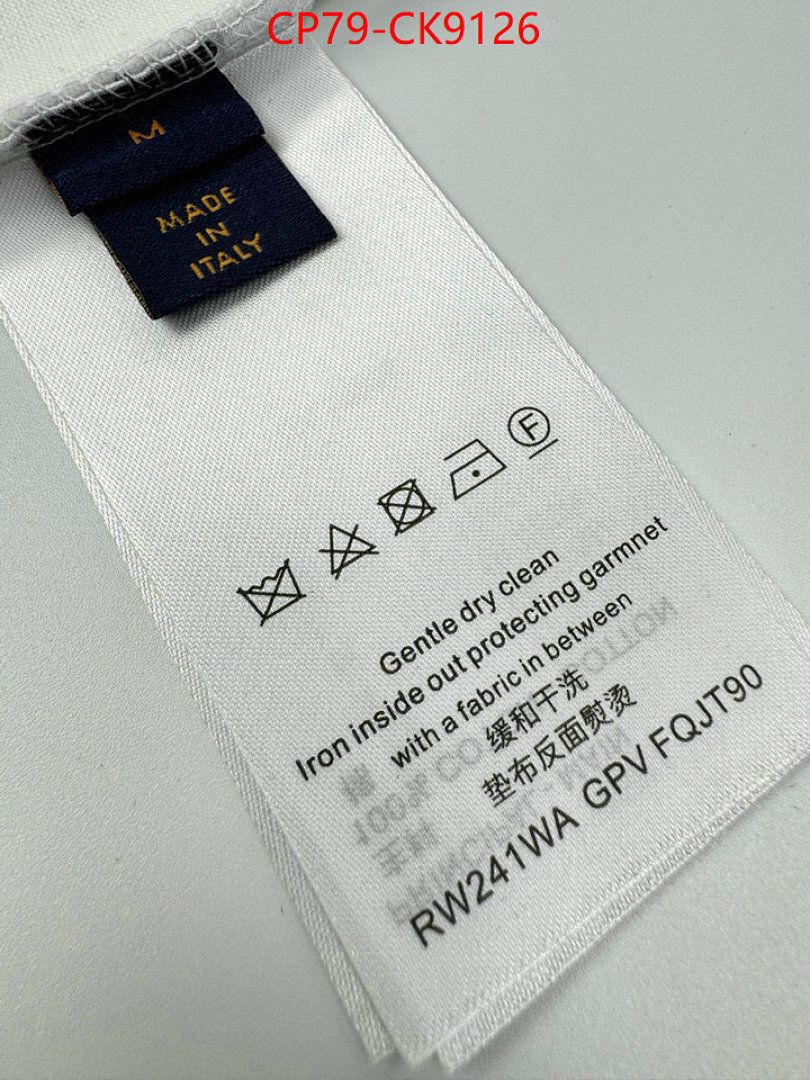 CP79-CK9126
M
MADE
IN
ITALY
F
Gentle dry clean
Iron inside out protecting garmnet
with a fabric in between
缓和干洗
垫布反面熨烫
RW241WA GPV FQJT90